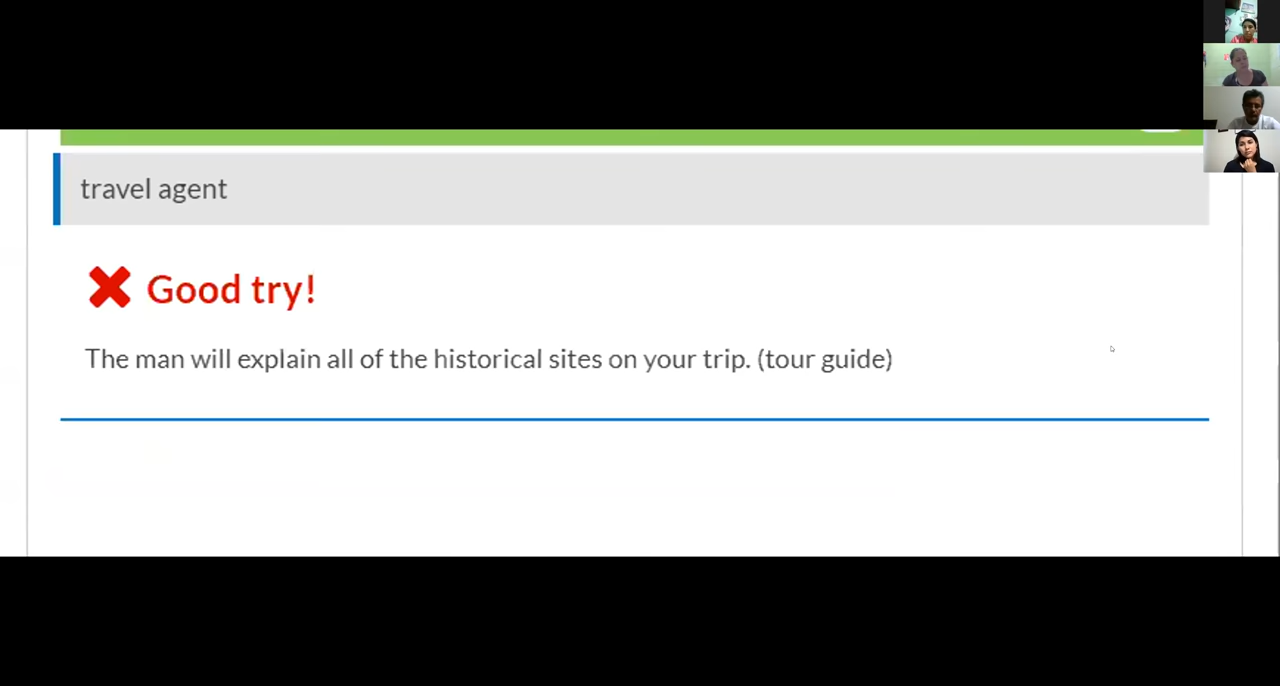 travel agent
Good try!
The man will explain all of the historical sites on your trip. (tour guide)